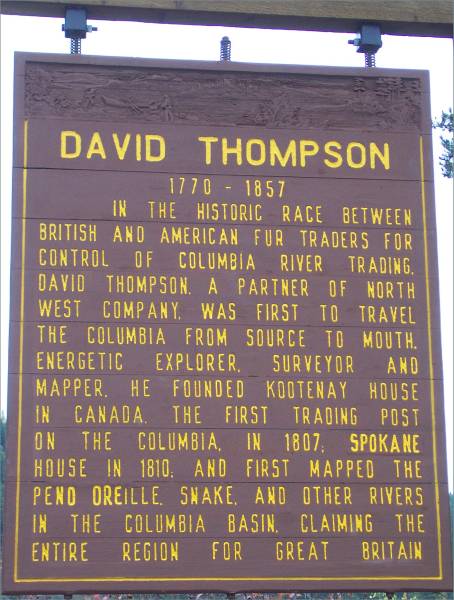 DAVID THOMPSON
1770 - 1857
IN THE HISTORIC RACE BETWEEN
BRITISH AND AMERICAN FUR TRADERS FOR
CONTROL OF COLUMBIA RIVER TRADING,
DAVID THOMPSON, A PARTNER OF NORTH
WEST COMPANY, WAS FIRST TO TRAVEL
THE COLUMBIA FROM SOURCE TO MOUTH.
ENERGETIC EXPLORER, SURVEYOR AND
MAPPER, HE FOUNDED KOOTENAY HOUSE
IN CANADA, THE FIRST TRADING POST
ON THE COLUMBIA, IN 1807; SPOKANE
HOUSE IN 1810; AND FIRST MAPPED THE
PEND OREILLE, SNAKE, AND OTHER RIVERS
IN THE COLUMBIA BASIN, CLAIMING THE
ENTIRE REGION FOR GREAT BRITAIN